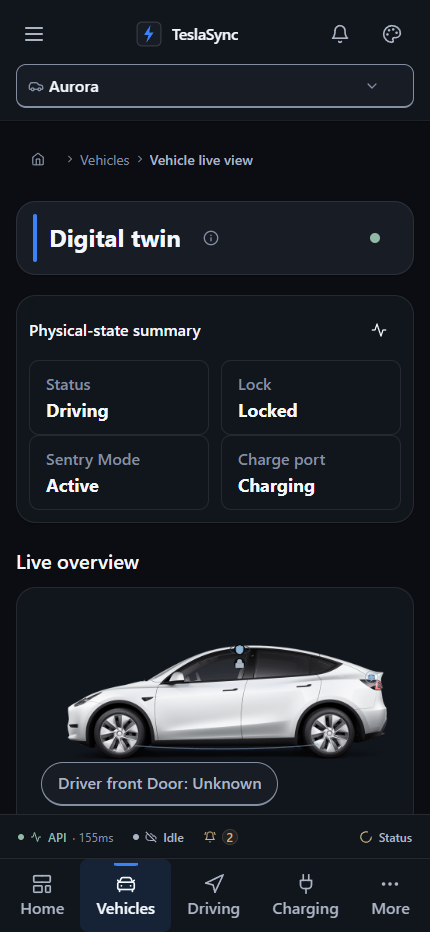 TeslaSync
Aurora
Vehicles Vehicle live view
Digital twin
Physical-state summary
Status
Driving
Lock
Locked
Sentry Mode
Active
Charge port
Charging
Live overview
Driver front Door: Unknown
API · 155ms Idle 2 Status
Home Vehicles Driving Charging More